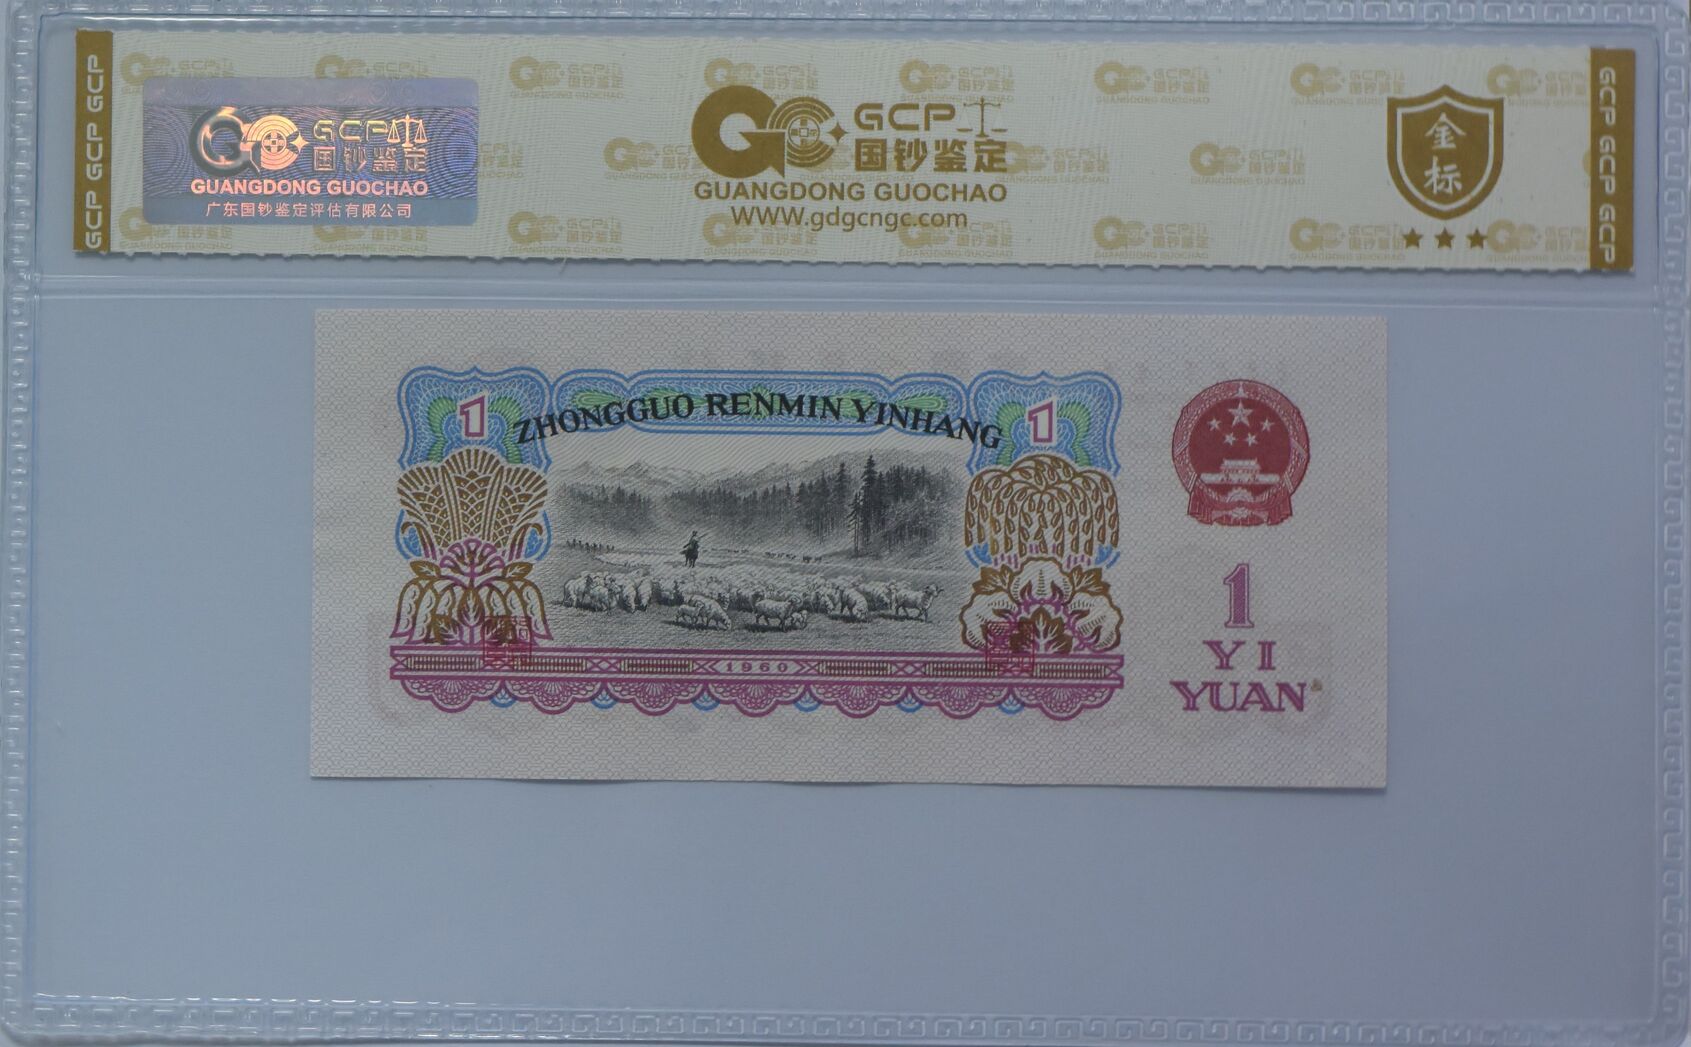 GCP GCP GCP
GCP
国钞鉴定
GUANGDONG GUOCHAO
广东国钞鉴定评估有限公司
GCP
国钞鉴定
GUANGDONG GUOCHAO
WWW.gdgcngc.com
金
标
GCP GCP GCP
1
ZHONGGUO RENMIN YINHANG
1
1960
1
YI
YUAN